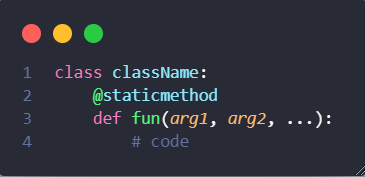 1 class className:
2     @staticmethod
3     def fun(arg1, arg2, ...):
4         # code